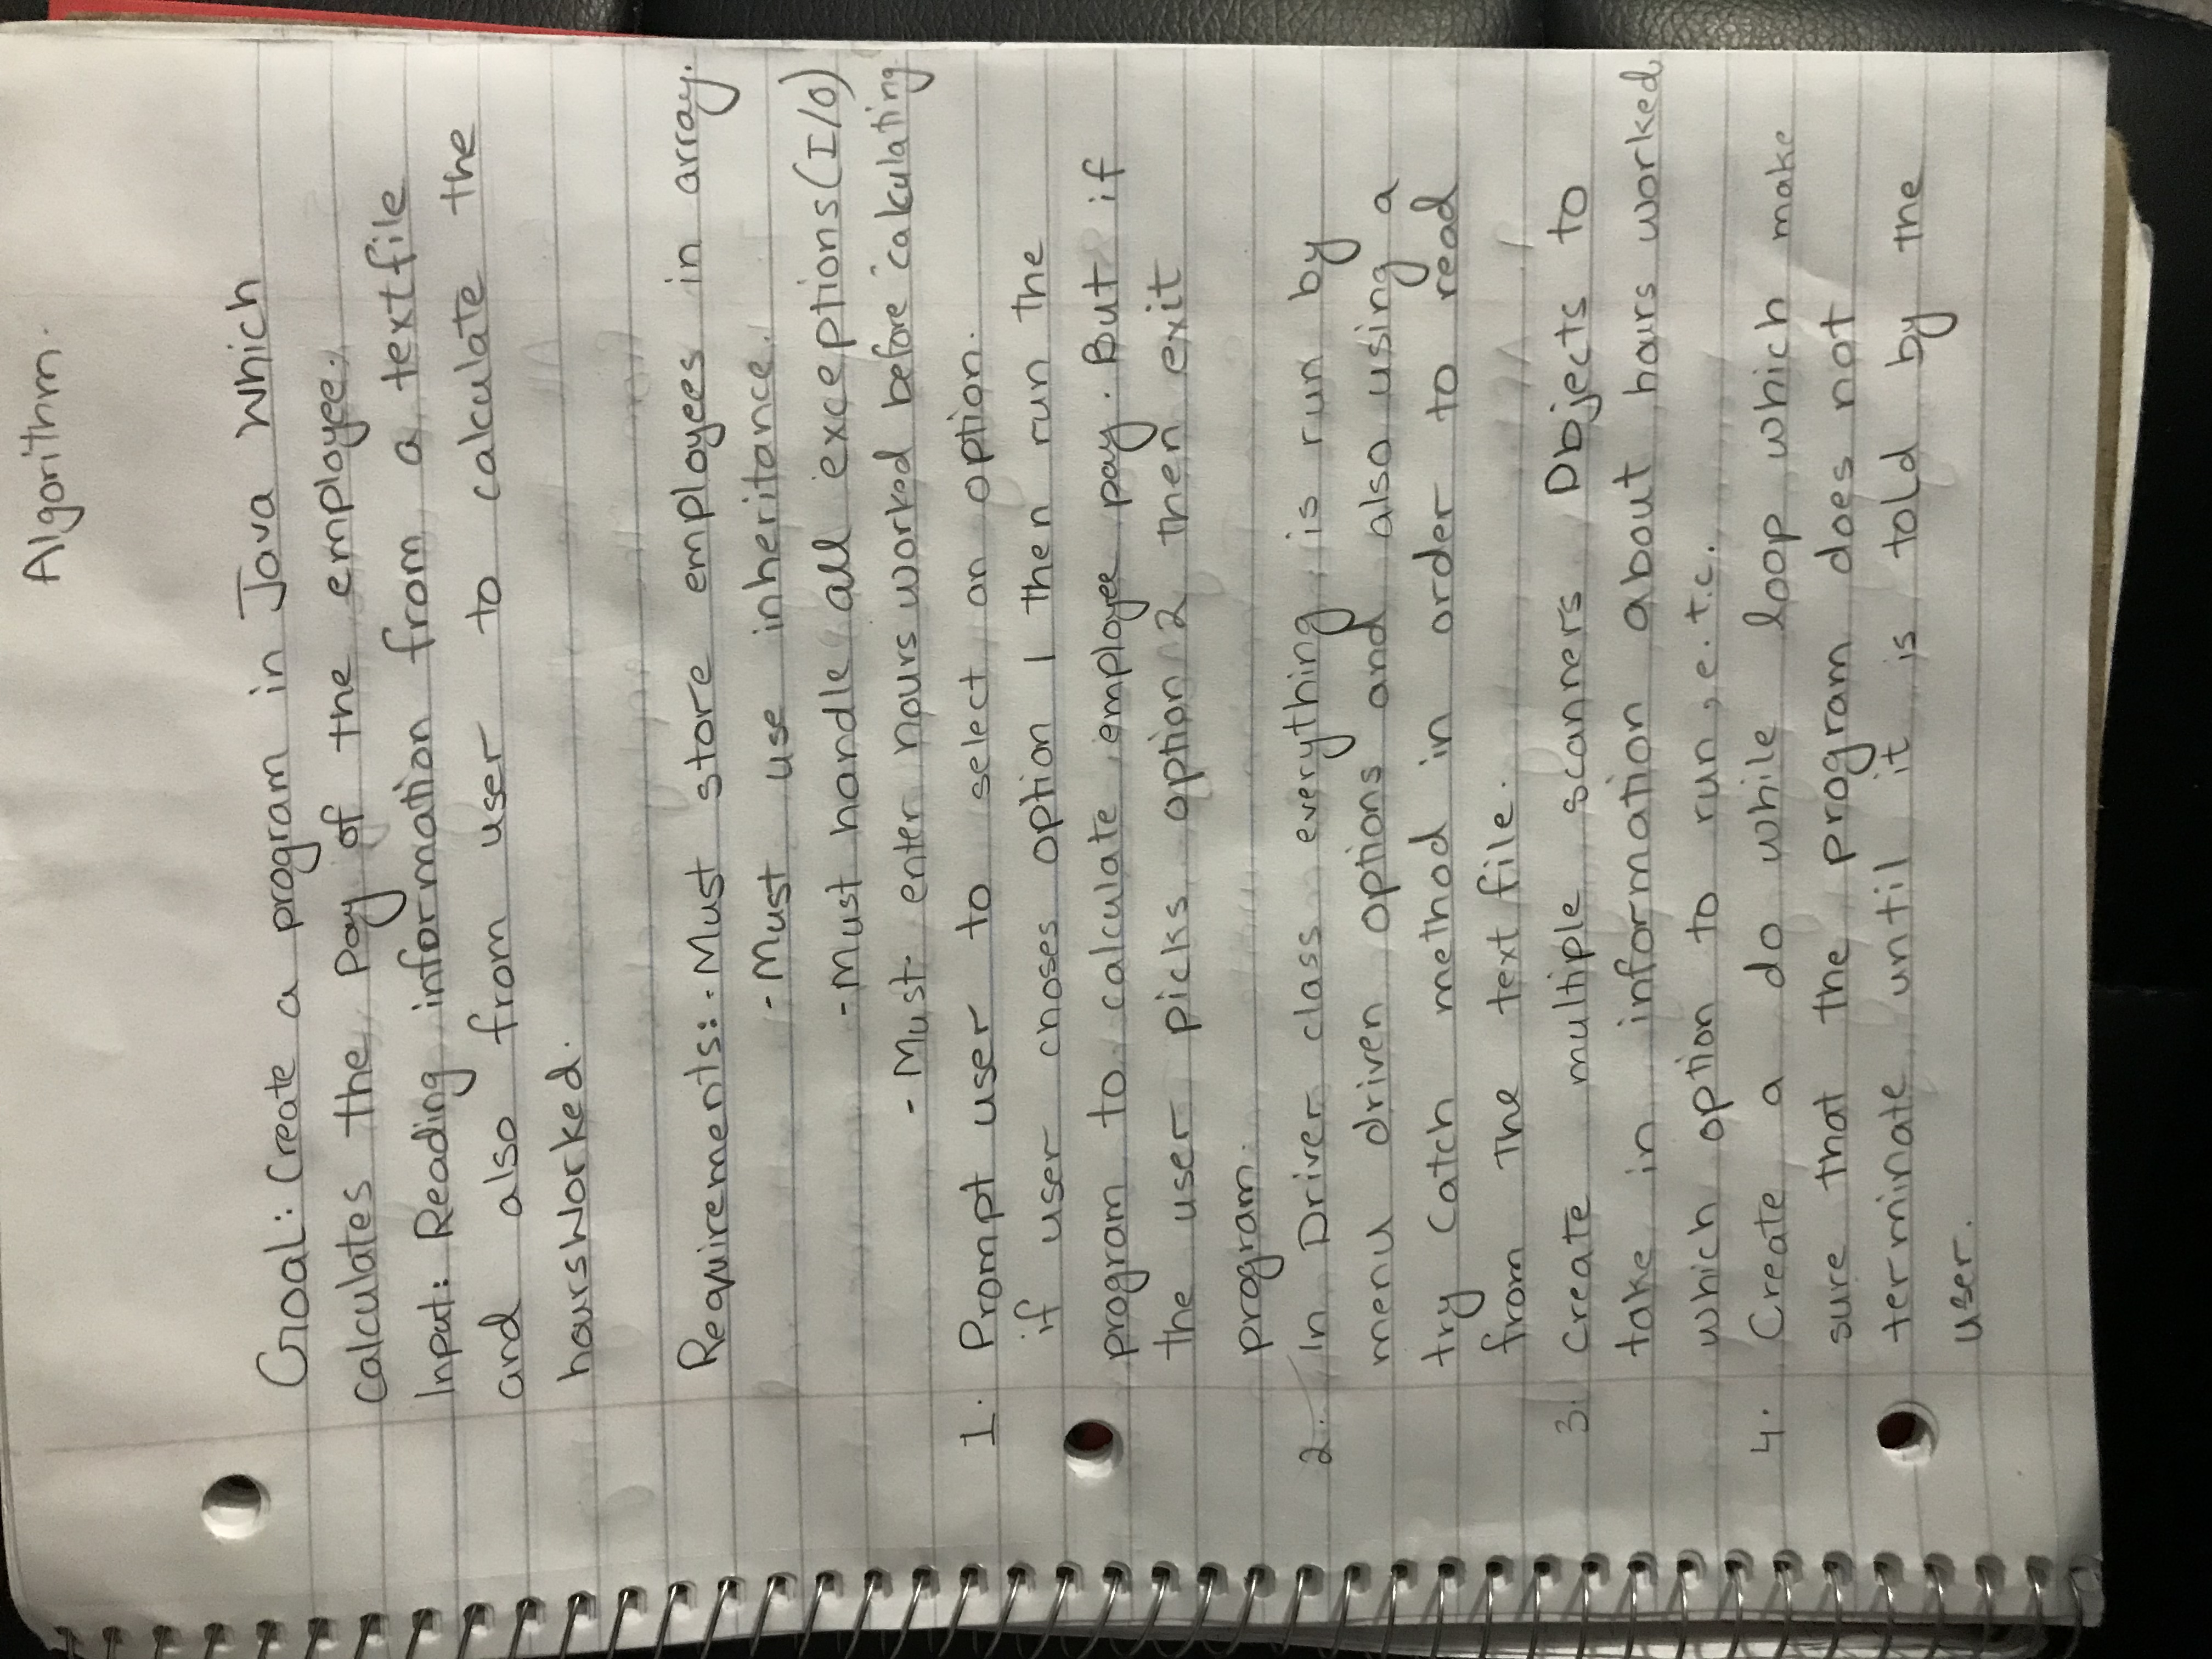 Algorithm.
Goal: Create a program in Java which
calculates the pay of the employee.
Input: Reading information from a textfile
and also from user to calculate the
hoursWorked.
Requirements: - Must store employees in array.
- Must use inheritance.
- Must handle all exceptions (I/O)
- Must enter hours worked before calculating
1. Prompt user to select an option.
if user choses option 1 then run the
program to calculate employee pay. But if
the user picks option 2 then exit
program.
2. In Driver class everything is run by
menu driven options and also using a
try catch method in order to read
from the text file.
3. Create multiple scanners Objects to
take in information about hours worked,
which option to run, e.t.c.
4. Create a do while loop which make
sure that the program does not
terminate until it is told by the
user.